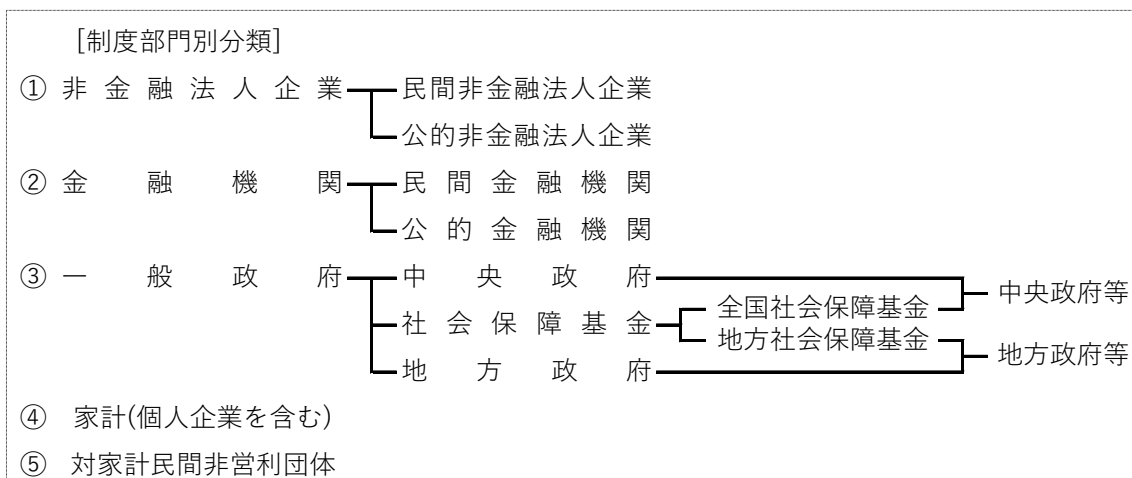 [制度部門別分類]
① 非金融法人企業 民間非金融法人企業
公的非金融法人企業
② 金融機関 民間金融機関
公的金融機関
③ 一般政府 中央政府
中央政府等
社会保障基金 全国社会保障基金
地方社会保障基金
地方政府等
地方政府
④ 家計(個人企業を含む)
⑤ 対家計民間非営利団体